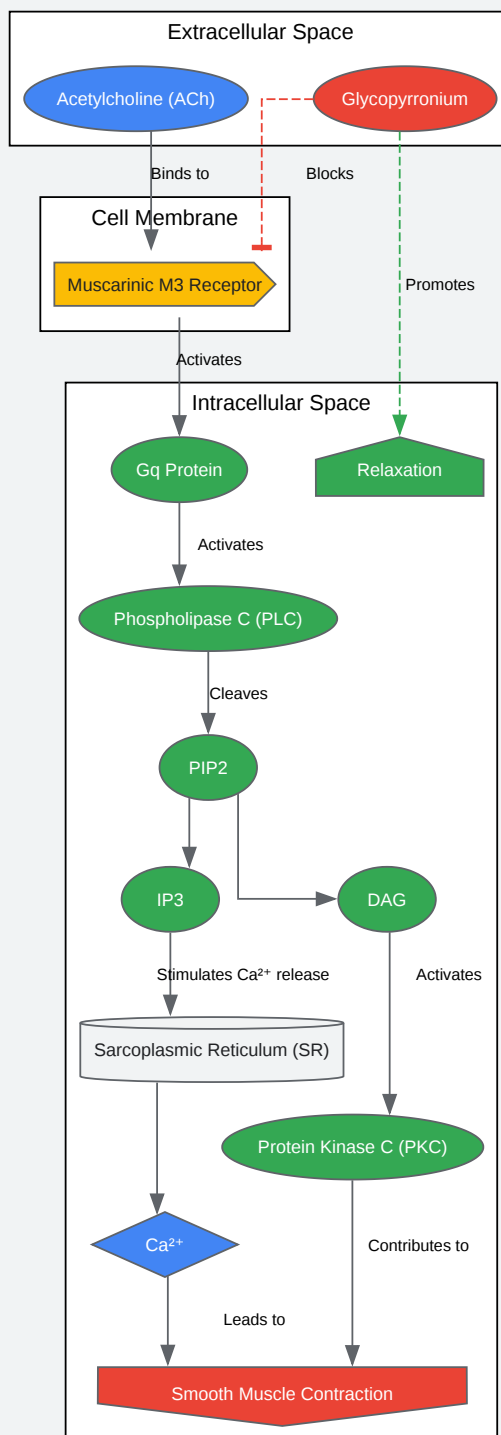 Extracellular Space
Acetylcholine (ACh)
Glycopyrronium
Binds to
Blocks
Cell Membrane
Muscarinic M3 Receptor
Promotes
Activates
Intracellular Space
Gq Protein
Relaxation
Activates
Phospholipase C (PLC)
Cleaves
PIP2
IP3
DAG
Stimulates Ca²⁺ release
Activates
Sarcoplasmic Reticulum (SR)
Protein Kinase C (PKC)
Ca²⁺
Contributes to
Leads to
Smooth Muscle Contraction